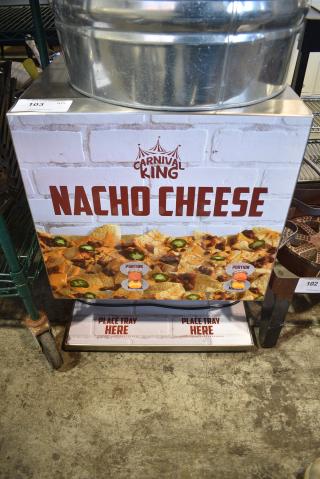 103
CARNIVAL
KING
NACHO CHEESE
PORTION
PORTION
PLACE TRAY
HERE
PLACE TRAY
HERE
102